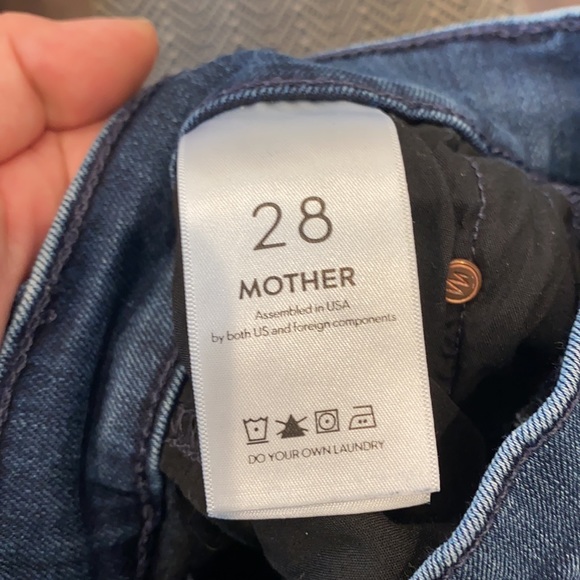 28
MOTHER
Assembled in USA
by both US and foreign components
DO YOUR OWN LAUNDRY
M